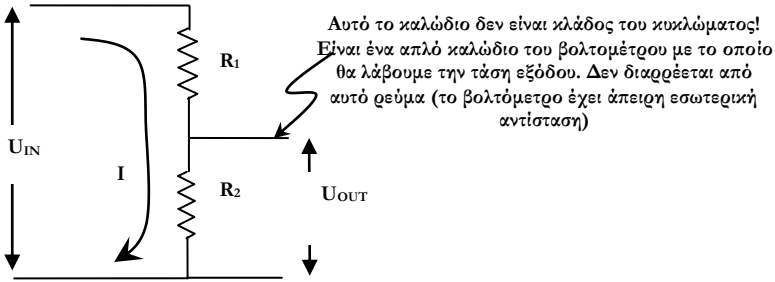 Αυτό το καλώδιο δεν είναι κλάδος του κυκλώματος!
Είναι ένα απλό καλώδιο του βολτομέτρου με το οποίο
θα λάβουμε την τάση εξόδου. Δεν διαρρέεται από
αυτό ρεύμα (το βολτόμετρο έχει άπειρη εσωτερική
αντίσταση)
R1
UIN
I
R2
UOUT